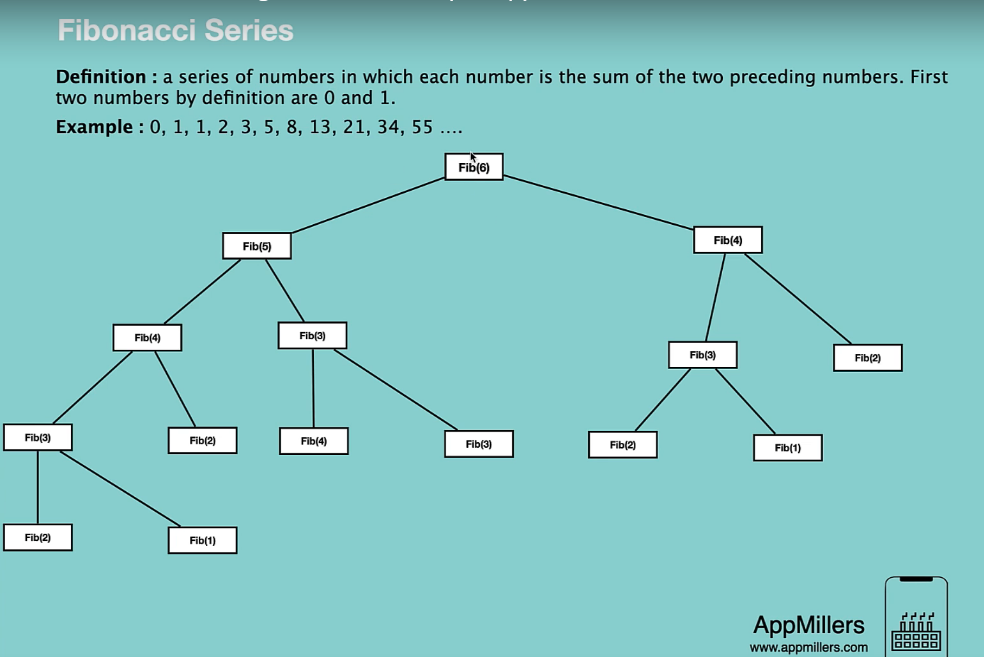 Fibonacci Series
Definition : a series of numbers in which each number is the sum of the two preceding numbers. First
two numbers by definition are 0 and 1.
Example : 0, 1, 1, 2, 3, 5, 8, 13, 21, 34, 55 ....
Fib(6)
Fib(5)
Fib(4)
Fib(4)
Fib(3)
Fib(3)
Fib(2)
Fib(3)
Fib(2)
Fib(4)
Fib(3)
Fib(2)
Fib(1)
Fib(2)
Fib(1)
AppMillers
www.appmillers.com